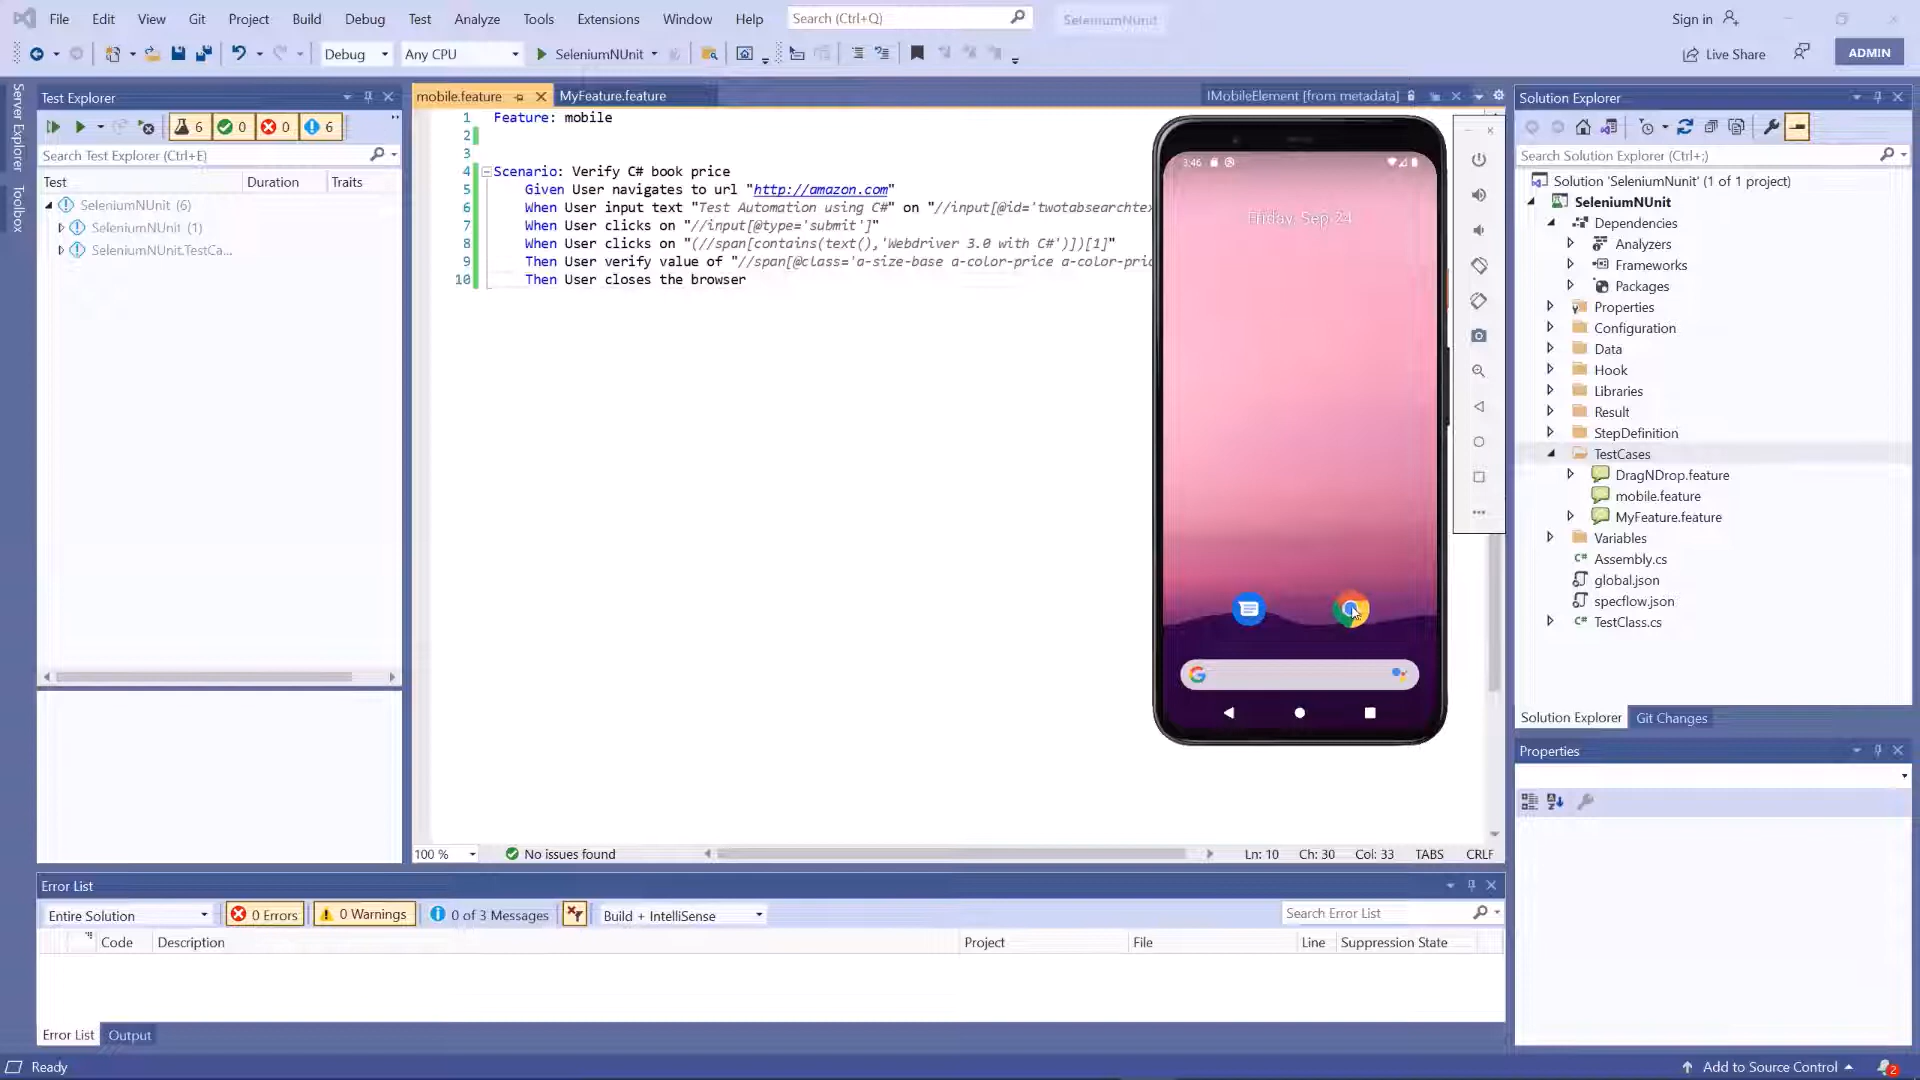 File Edit View Git Project Build Debug Test Analyze Tools Extensions Window Help Search (Ctrl+Q) SeleniumNunit Sign in
Debug Any CPU SeleniumNUnit Live Share ADMIN
Server Explorer
Toolbox
Test Explorer
6 0 0 6
Search Test Explorer (Ctrl+E)
Test Duration Traits
SeleniumNUnit (6)
SeleniumNUnit (1)
SeleniumNUnit.TestCa...
mobile.feature MyFeature.feature IMobileElement [from metadata]
1 Feature: mobile
2
3
4 Scenario: Verify C# book price
5 Given User navigates to url "http://amazon.com"
6 When User input text "Test Automation using C#" on "//input[@id='twotabsearchtex
7 When User clicks on "//input[@type='submit']"
8 When User clicks on "(//span[contains(text(),'Webdriver 3.0 with C#')])[1]"
9 Then User verify value of "//span[@class='a-size-base a-color-price a-color-pric
10 Then User closes the browser
3:46
Friday, Sep 24
100 % No issues found Ln: 10 Ch: 30 Col: 33 TABS CRLF
Solution Explorer
Search Solution Explorer (Ctrl+;)
Solution 'SeleniumNunit' (1 of 1 project)
SeleniumNUnit
Dependencies
Analyzers
Frameworks
Packages
Properties
Configuration
Data
Hook
Libraries
Result
StepDefinition
TestCases
DragNDrop.feature
mobile.feature
MyFeature.feature
Variables
Assembly.cs
global.json
specflow.json
TestClass.cs
Solution Explorer Git Changes
Properties
Error List
Entire Solution 0 Errors 0 Warnings 0 of 3 Messages Build + IntelliSense Search Error List
Code Description Project File Line Suppression State
Error List Output
Ready Add to Source Control 2